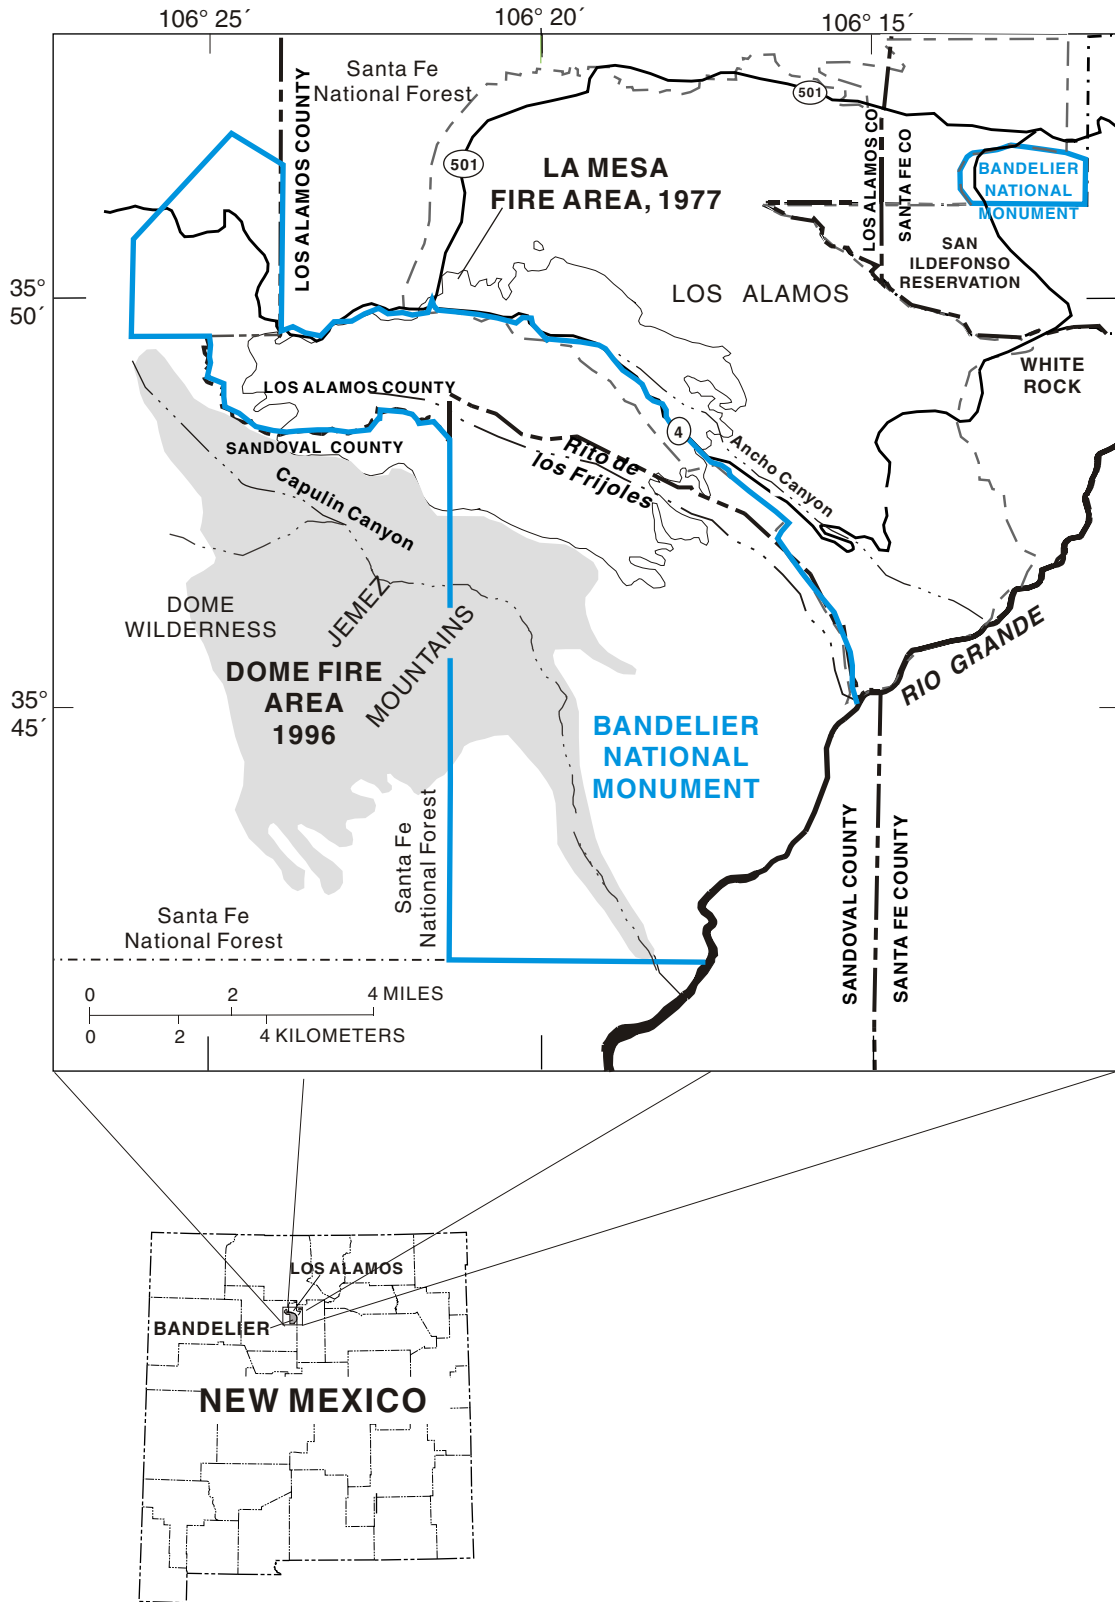 106° 25´
106° 20´
106° 15´
Santa Fe
National Forest
LOS ALAMOS COUNTY
501
501
LA MESA
FIRE AREA, 1977
LOS ALAMOS CO
SANTA FE CO
BANDELIER
NATIONAL
MONUMENT
SAN
ILDEFONSO
RESERVATION
35°
50´
LOS ALAMOS
WHITE
ROCK
LOS ALAMOS COUNTY
SANDOVAL COUNTY
4
Rito de
los Frijoles
Ancho Canyon
Capulin Canyon
DOME
WILDERNESS
JEMEZ
MOUNTAINS
RIO GRANDE
DOME FIRE
AREA
1996
35°
45´
BANDELIER
NATIONAL
MONUMENT
Santa Fe
National Forest
SANDOVAL COUNTY
SANTA FE COUNTY
Santa Fe
National Forest
0 2 4 MILES
0 2 4 KILOMETERS
LOS ALAMOS
BANDELIER
NEW MEXICO